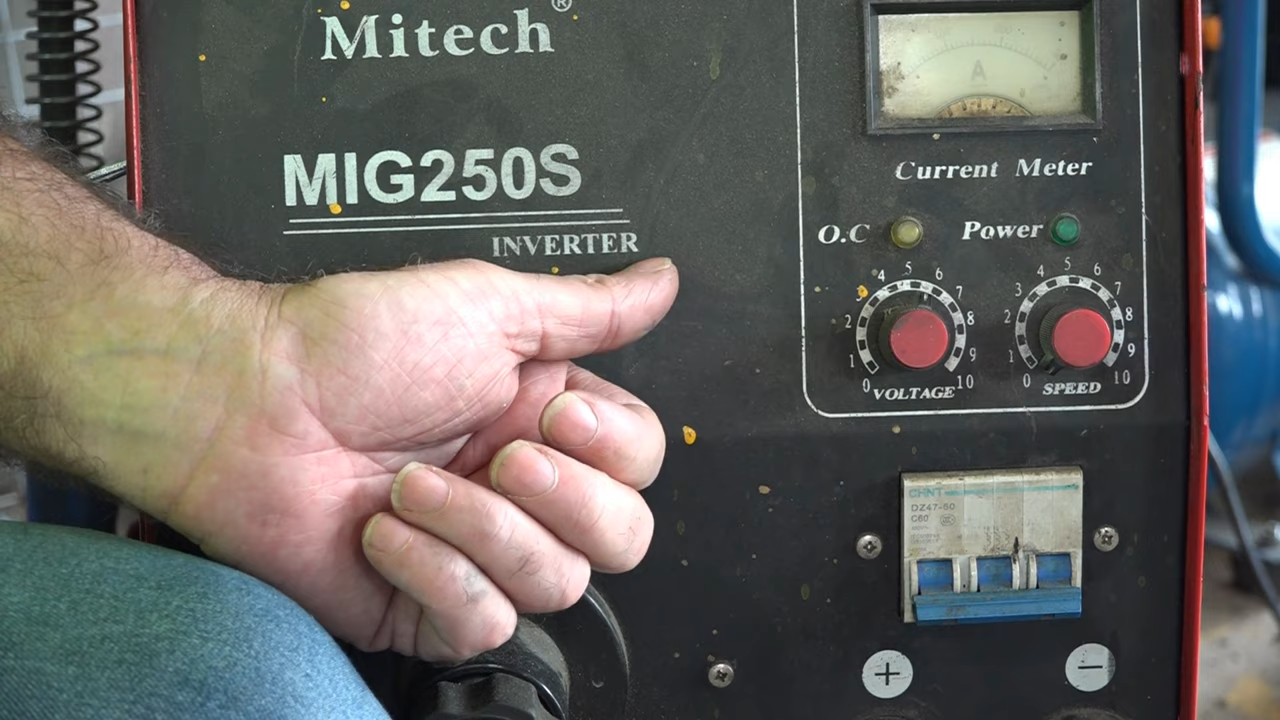 Mitech®
MIG250S
INVERTER
A
Current Meter
O.C Power
0 1 2 3 4 5 6 7 8 9 10
VOLTAGE
0 1 2 3 4 5 6 7 8 9 10
SPEED
CHNT
DZ47-60
C60
+ −